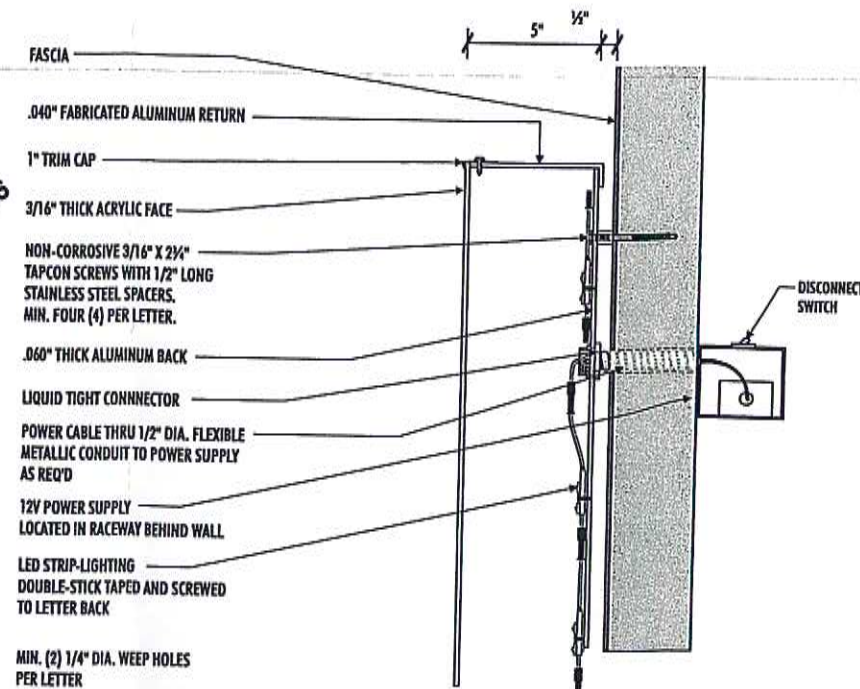 5" ½"
FASCIA
.040" FABRICATED ALUMINUM RETURN
1" TRIM CAP
3/16" THICK ACRYLIC FACE
NON-CORROSIVE 3/16" X 2¼"
TAPCON SCREWS WITH 1/2" LONG
STAINLESS STEEL SPACERS.
MIN. FOUR (4) PER LETTER.
DISCONNECT
SWITCH
.060" THICK ALUMINUM BACK
LIQUID TIGHT CONNNECTOR
POWER CABLE THRU 1/2" DIA. FLEXIBLE
METALLIC CONDUIT TO POWER SUPPLY
AS REQ'D
12V POWER SUPPLY
LOCATED IN RACEWAY BEHIND WALL
LED STRIP-LIGHTING
DOUBLE-STICK TAPED AND SCREWED
TO LETTER BACK
MIN. (2) 1/4" DIA. WEEP HOLES
PER LETTER